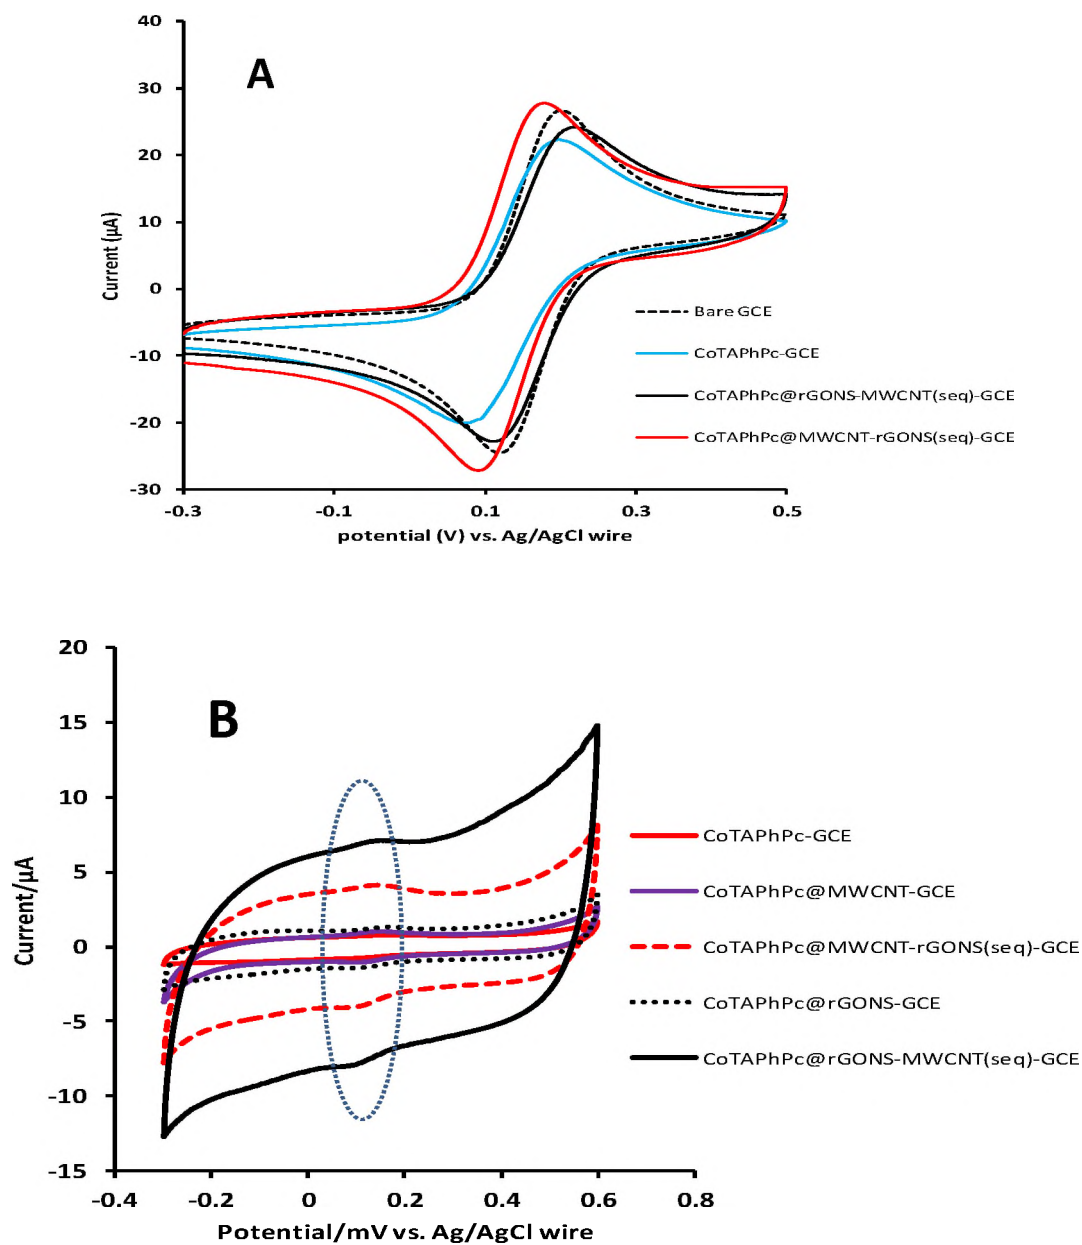 40
A
30
20
10
0
-10
-20
-30
Current (µA)
Bare GCE
CoTAPhPc-GCE
CoTAPhPc@rGONS-MWCNT(seq)-GCE
CoTAPhPc@MWCNT-rGONS(seq)-GCE
-0.3 -0.1 0.1 0.3 0.5
potential (V) vs. Ag/AgCl wire
20
B
15
10
5
0
-5
-10
-15
Current/µA
CoTAPhPc-GCE
CoTAPhPc@MWCNT-GCE
CoTAPhPc@MWCNT-rGONS(seq)-GCE
CoTAPhPc@rGONS-GCE
CoTAPhPc@rGONS-MWCNT(seq)-GCE
-0.4 -0.2 0 0.2 0.4 0.6 0.8
Potential/mV vs. Ag/AgCl wire